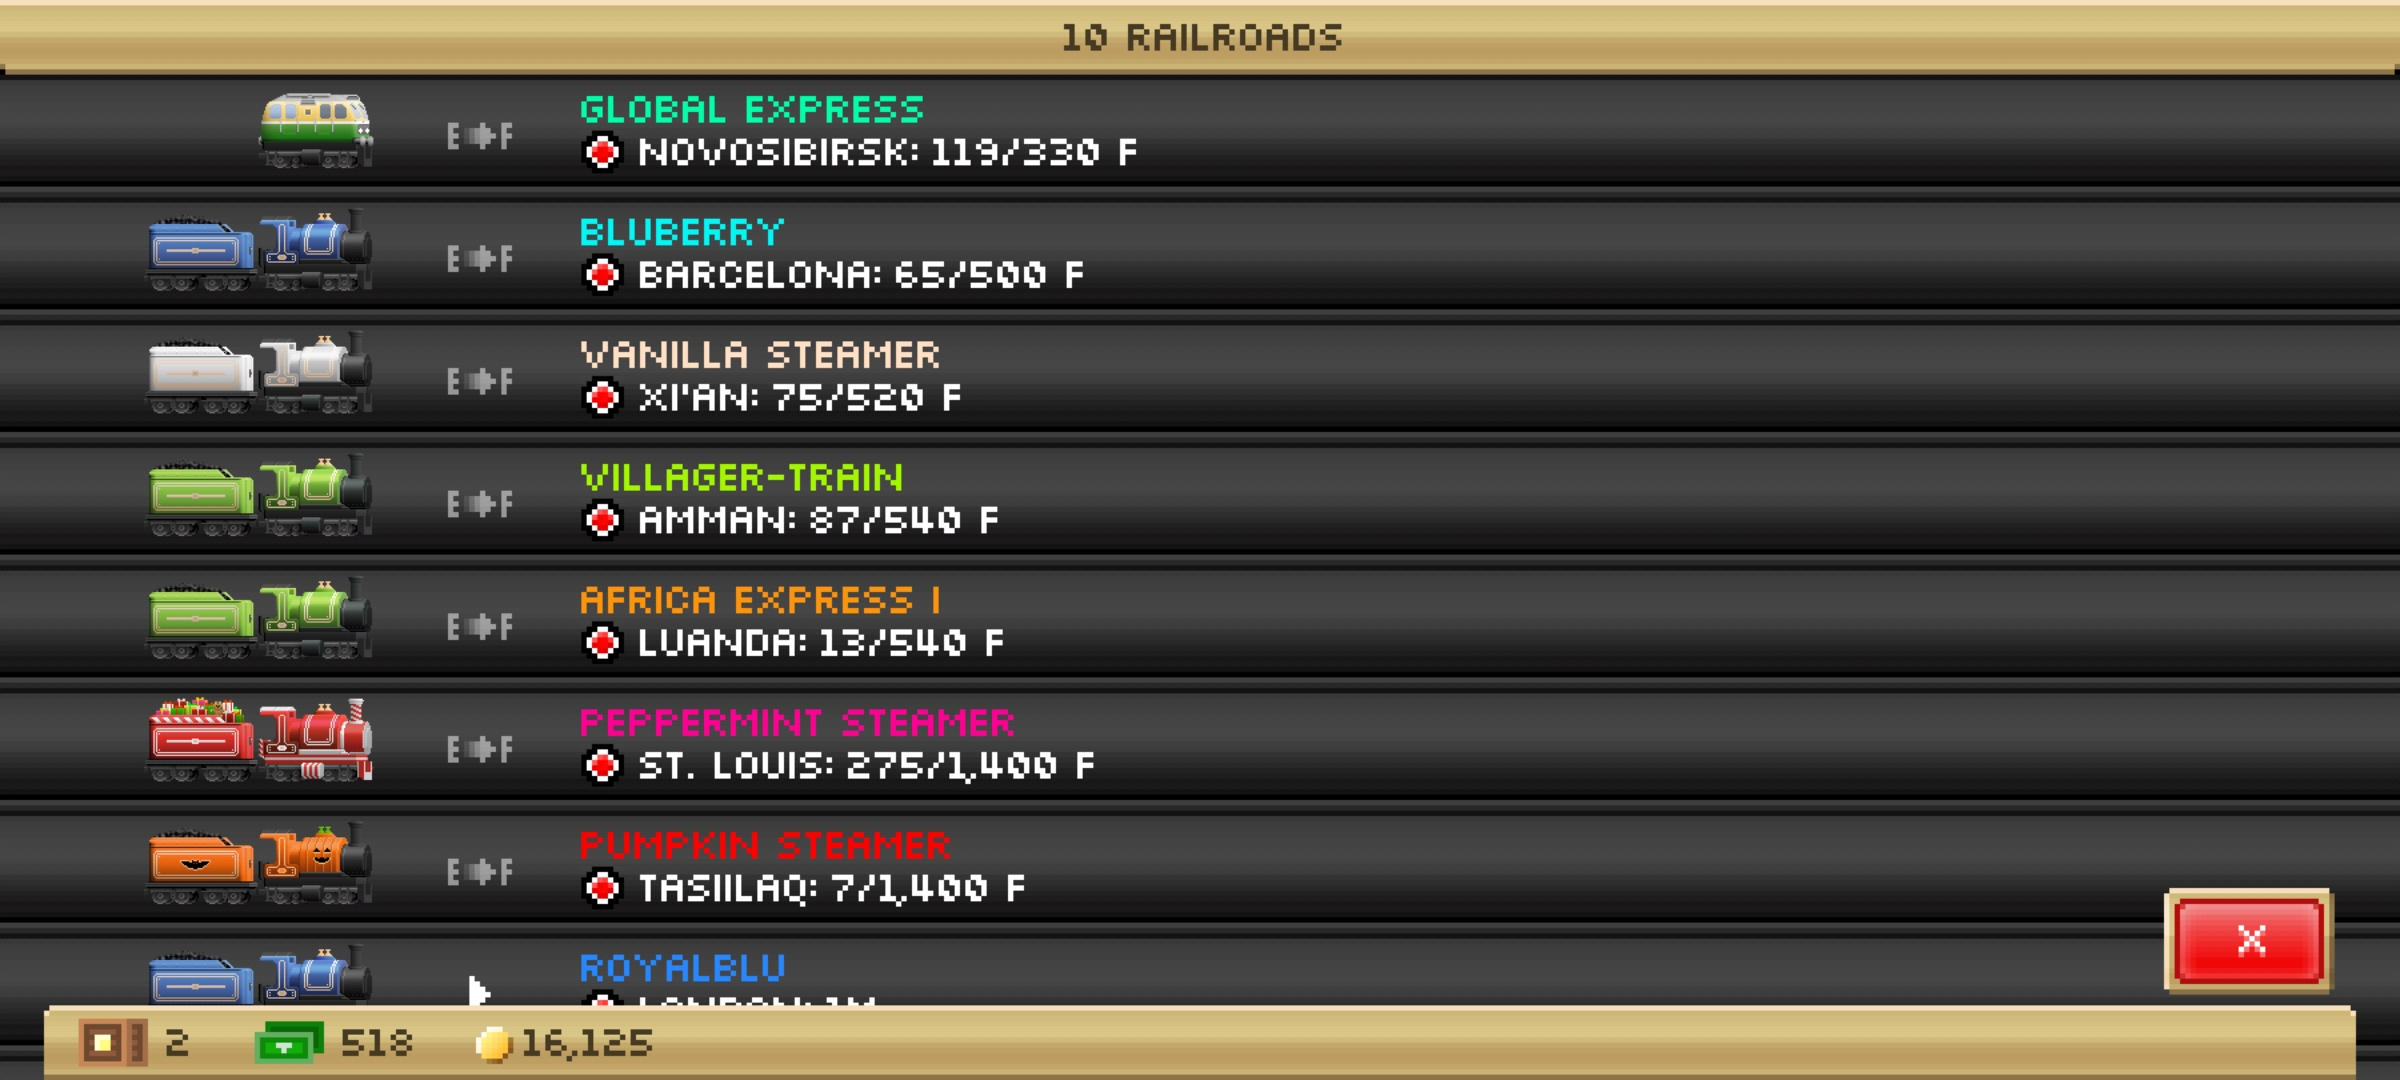 10 RAILROADS
GLOBAL EXPRESS
E F NOVOSIBIRSK: 119/330 F
BLUBERRY
E F BARCELONA: 65/500 F
VANILLA STEAMER
E F XI'AN: 75/520 F
VILLAGER-TRAIN
E F AMMAN: 87/540 F
AFRICA EXPRESS I
E F LUANDA: 13/540 F
PEPPERMINT STEAMER
E F ST. LOUIS: 275/1,400 F
PUMPKIN STEAMER
E F TASIILAQ: 7/1,400 F
X
ROYALBLU
2 518 16,125